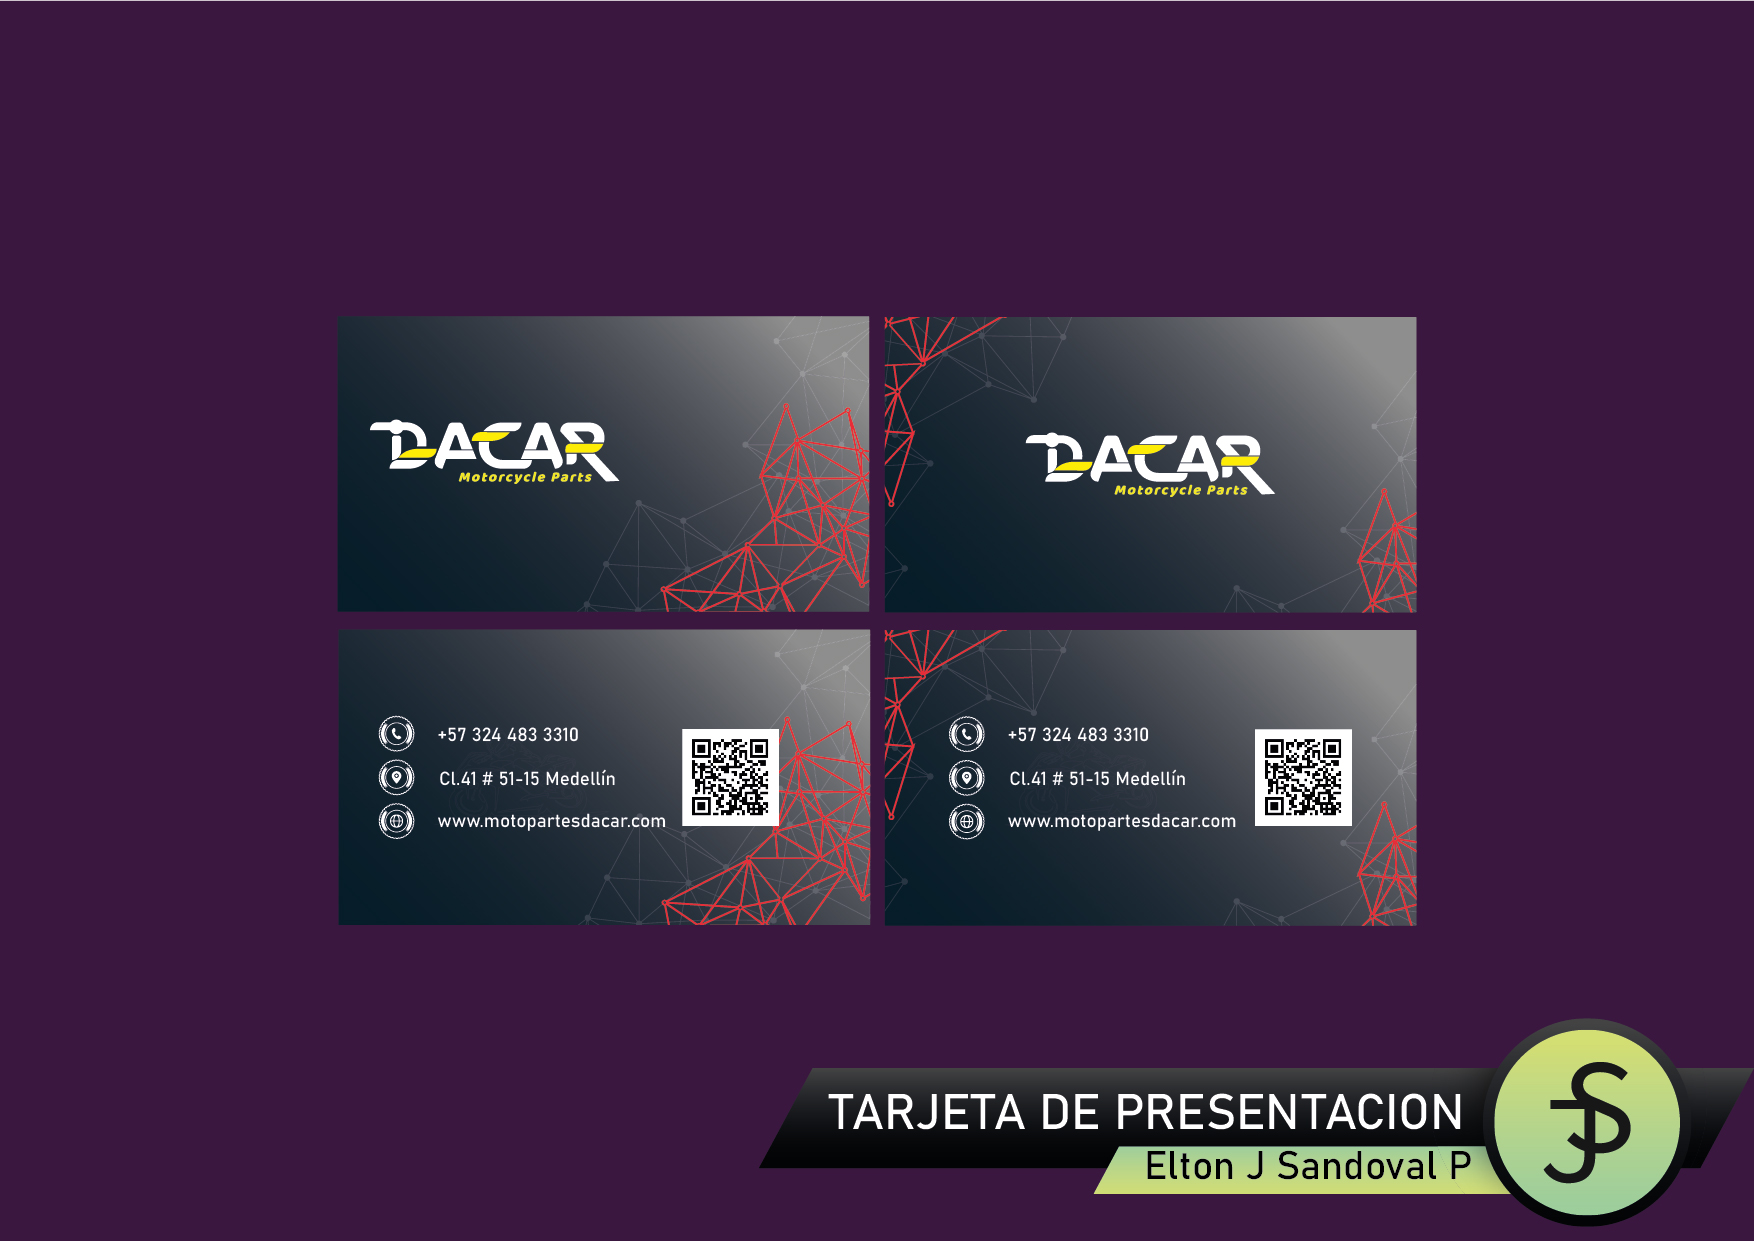 DACAR
Motorcycle Parts
DACAR
Motorcycle Parts
+57 324 483 3310
Cl.41 # 51-15 Medellín
www.motopartesdacar.com
+57 324 483 3310
Cl.41 # 51-15 Medellín
www.motopartesdacar.com
TARJETA DE PRESENTACION
Elton J Sandoval P